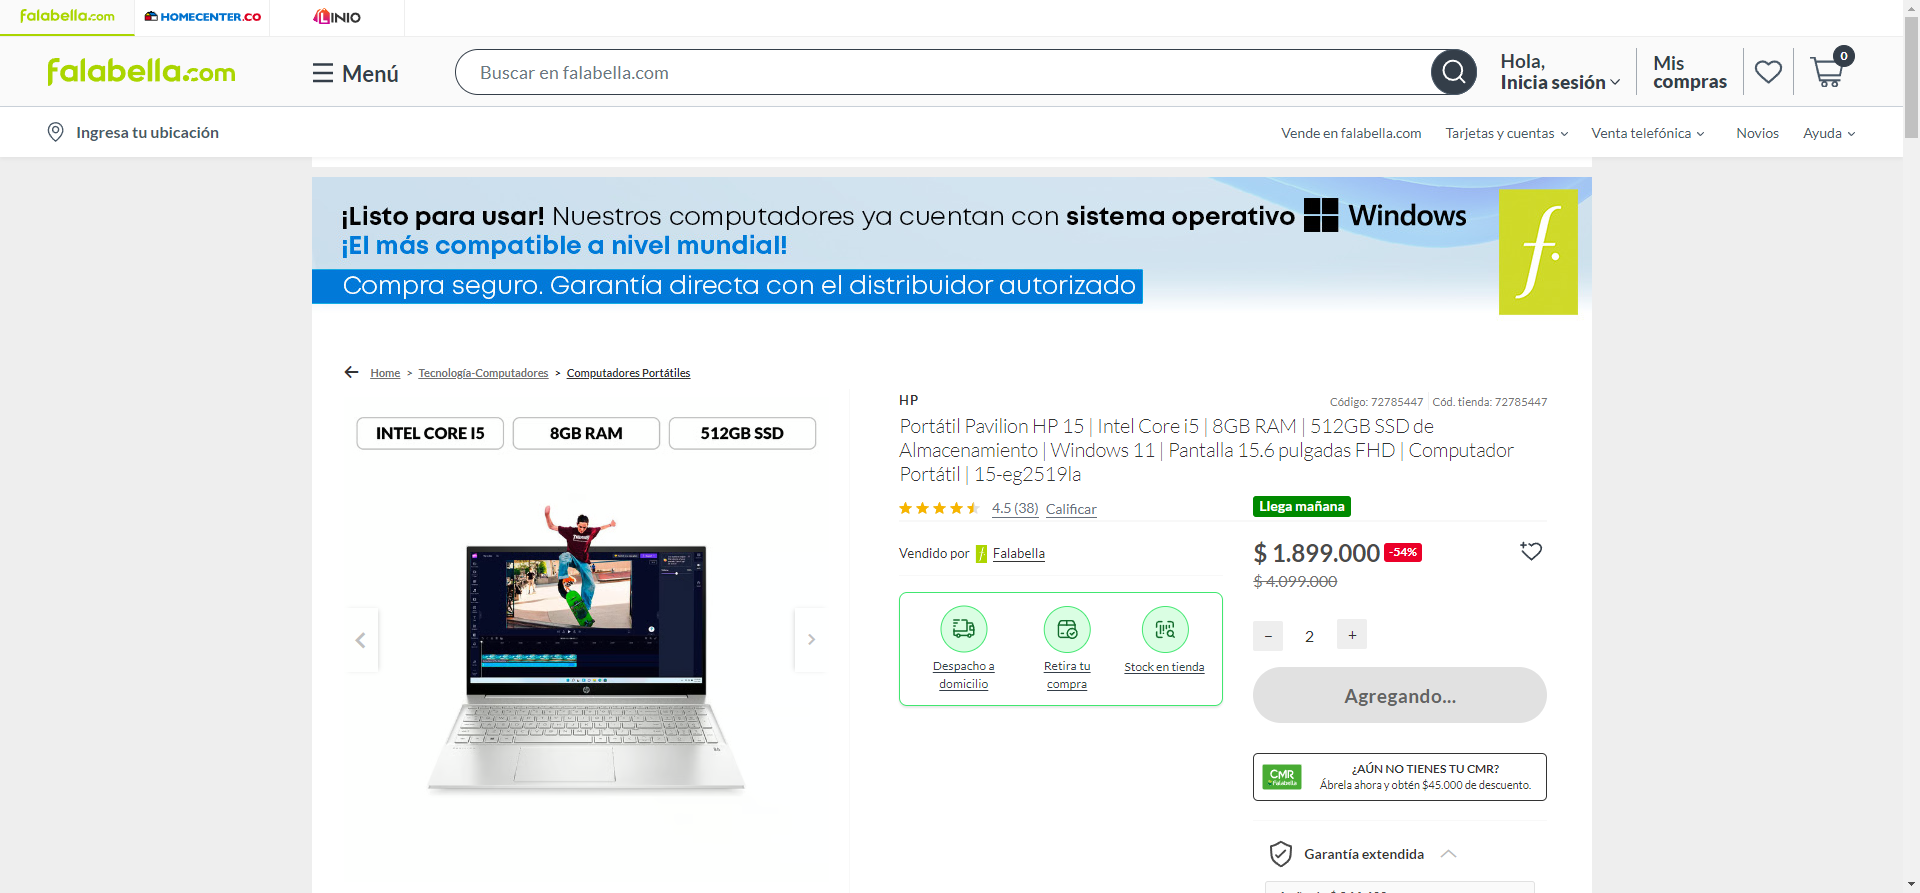 falabella.com
HOMECENTER.CO
LINIO
falabella.com
Menú
Buscar en falabella.com
Hola,
Inicia sesión
Mis
compras
0
Ingresa tu ubicación
Vende en falabella.com
Tarjetas y cuentas
Venta telefónica
Novios
Ayuda
¡Listo para usar! Nuestros computadores ya cuentan con sistema operativo Windows
¡El más compatible a nivel mundial!
Compra seguro. Garantía directa con el distribuidor autorizado
f.
Home > Tecnología-Computadores > Computadores Portátiles
INTEL CORE I5
8GB RAM
512GB SSD
HP
Código: 72785447
Cód. tienda: 72785447
Portátil Pavilion HP 15 | Intel Core i5 | 8GB RAM | 512GB SSD de
Almacenamiento | Windows 11 | Pantalla 15.6 pulgadas FHD | Computador
Portátil | 15-eg2519la
4.5 (38)
Calificar
Llega mañana
Vendido por
Falabella
$ 1.899.000
-54%
$ 4.099.000
Despacho a
domicilio
Retira tu
compra
Stock en tienda
−
2
+
Agregando...
CMR
Falabella
¿AÚN NO TIENES TU CMR?
Ábrela ahora y obtén $45.000 de descuento.
Garantía extendida